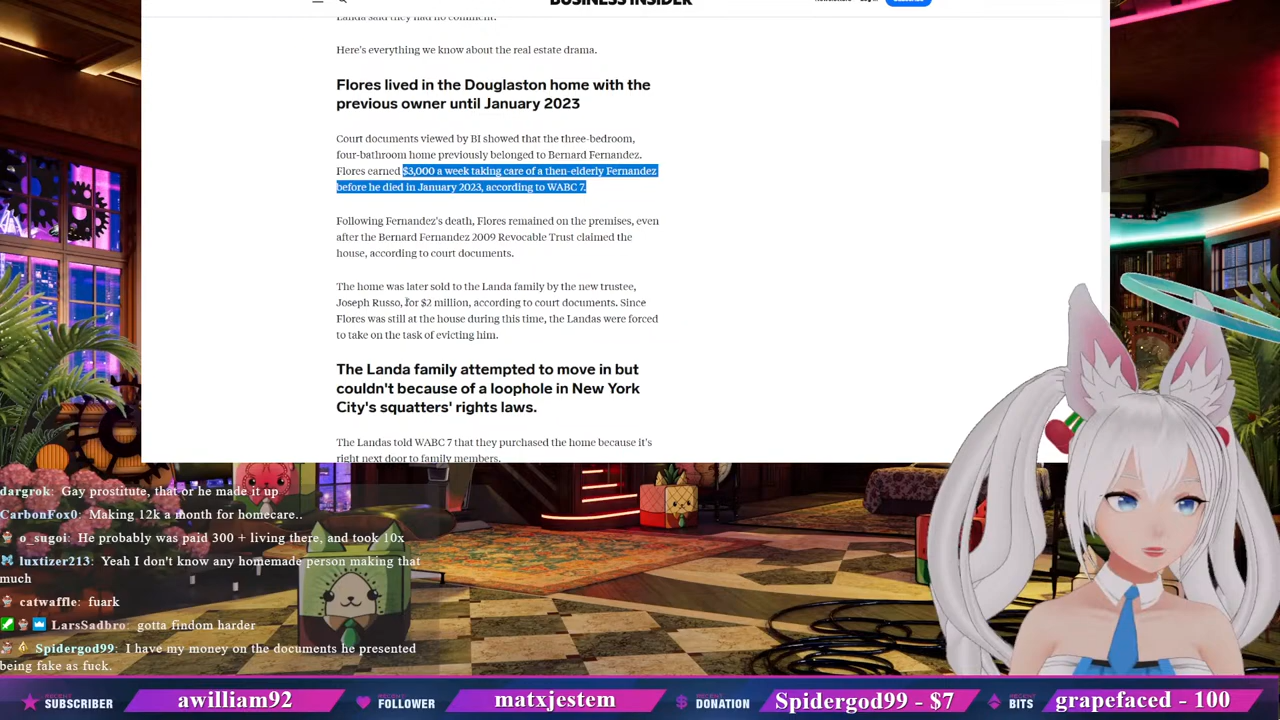 BUSINESS INSIDER
Landa said they had no comment.
Here's everything we know about the real estate drama.
Flores lived in the Douglaston home with the
previous owner until January 2023
Court documents viewed by BI showed that the three-bedroom,
four-bathroom home previously belonged to Bernard Fernandez.
Flores earned $3,000 a week taking care of a then-elderly Fernandez
before he died in January 2023, according to WABC 7.
Following Fernandez's death, Flores remained on the premises, even
after the Bernard Fernandez 2009 Revocable Trust claimed the
house, according to court documents.
The home was later sold to the Landa family by the new trustee,
Joseph Russo, for $2 million, according to court documents. Since
Flores was still at the house during this time, the Landas were forced
to take on the task of evicting him.
The Landa family attempted to move in but
couldn't because of a loophole in New York
City's squatters' rights laws.
The Landas told WABC 7 that they purchased the home because it's
right next door to family members.
dargrok: Gay prostitute, that or he made it up
CarbonFox0: Making 12k a month for homecare..
o_sugoi: He probably was paid 300 + living there, and took 10x
luxtizer213: Yeah I don't know any homemade person making that
much
catwaffle: fuark
LarsSadbro: gotta findom harder
Spidergod99: I have my money on the documents he presented
being fake as fuck.
RECENT SUBSCRIBER awilliam92 RECENT FOLLOWER matxjestem RECENT DONATION Spidergod99 - $7 RECENT BITS grapefaced - 100